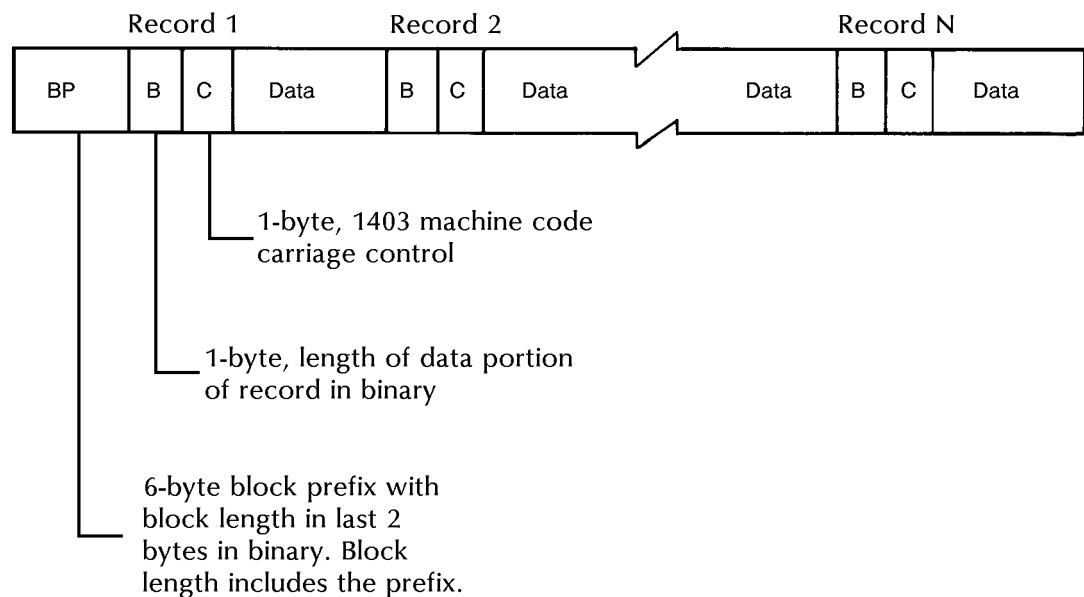 Record 1 Record 2 Record N
BP B C Data B C Data Data B C Data
1-byte, 1403 machine code
carriage control
1-byte, length of data portion
of record in binary
6-byte block prefix with
block length in last 2
bytes in binary. Block
length includes the prefix.